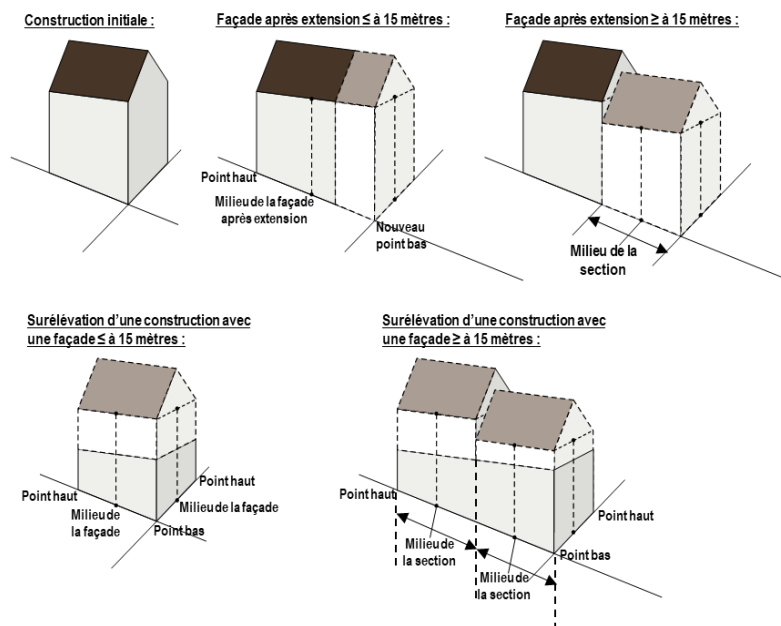 Construction initiale :
Façade après extension ≤ à 15 mètres :
Façade après extension ≥ à 15 mètres :
Point haut
Milieu de la façade
après extension
Nouveau
point bas
Milieu de la
section
Surélévation d'une construction avec
une façade ≤ à 15 mètres :
Point haut
Point haut
Milieu de la façade
Milieu de
la façade
Point bas
Surélévation d'une construction avec
une façade ≥ à 15 mètres :
Point haut
Point haut
Milieu de
la section
Milieu de
la section
Point bas